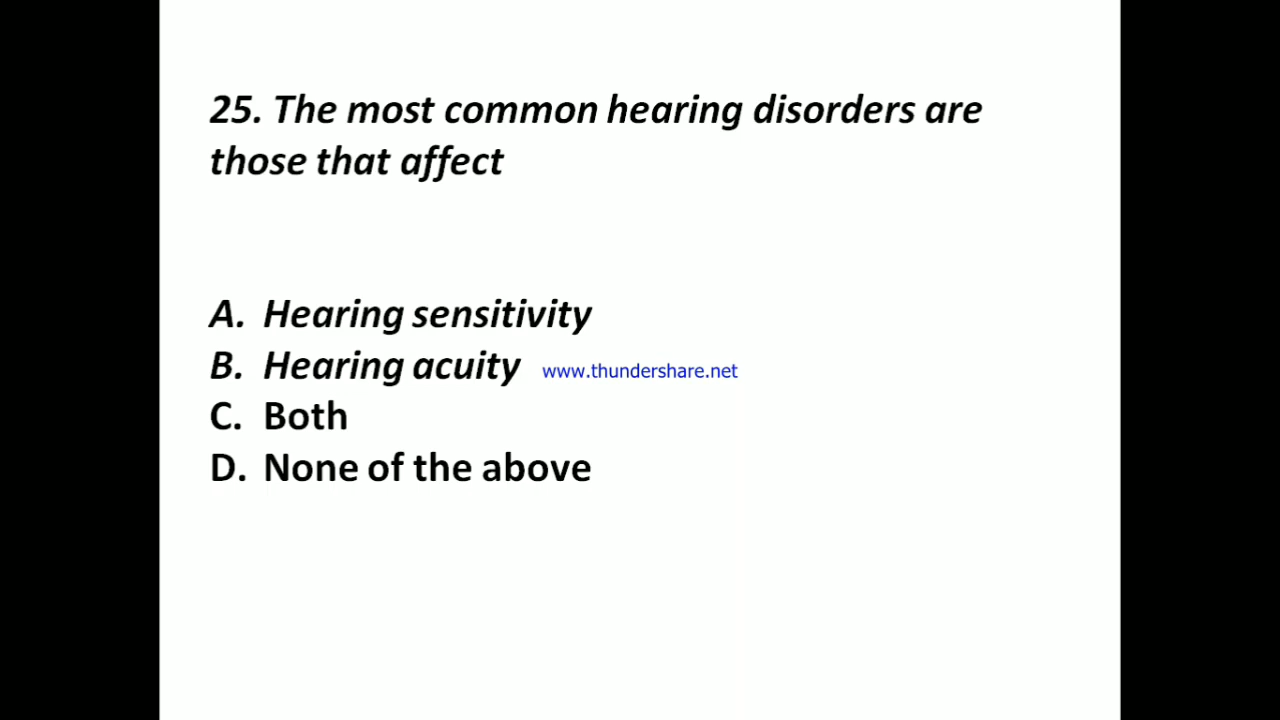 25. The most common hearing disorders are
those that affect
A. Hearing sensitivity
B. Hearing acuity www.thundershare.net
C. Both
D. None of the above